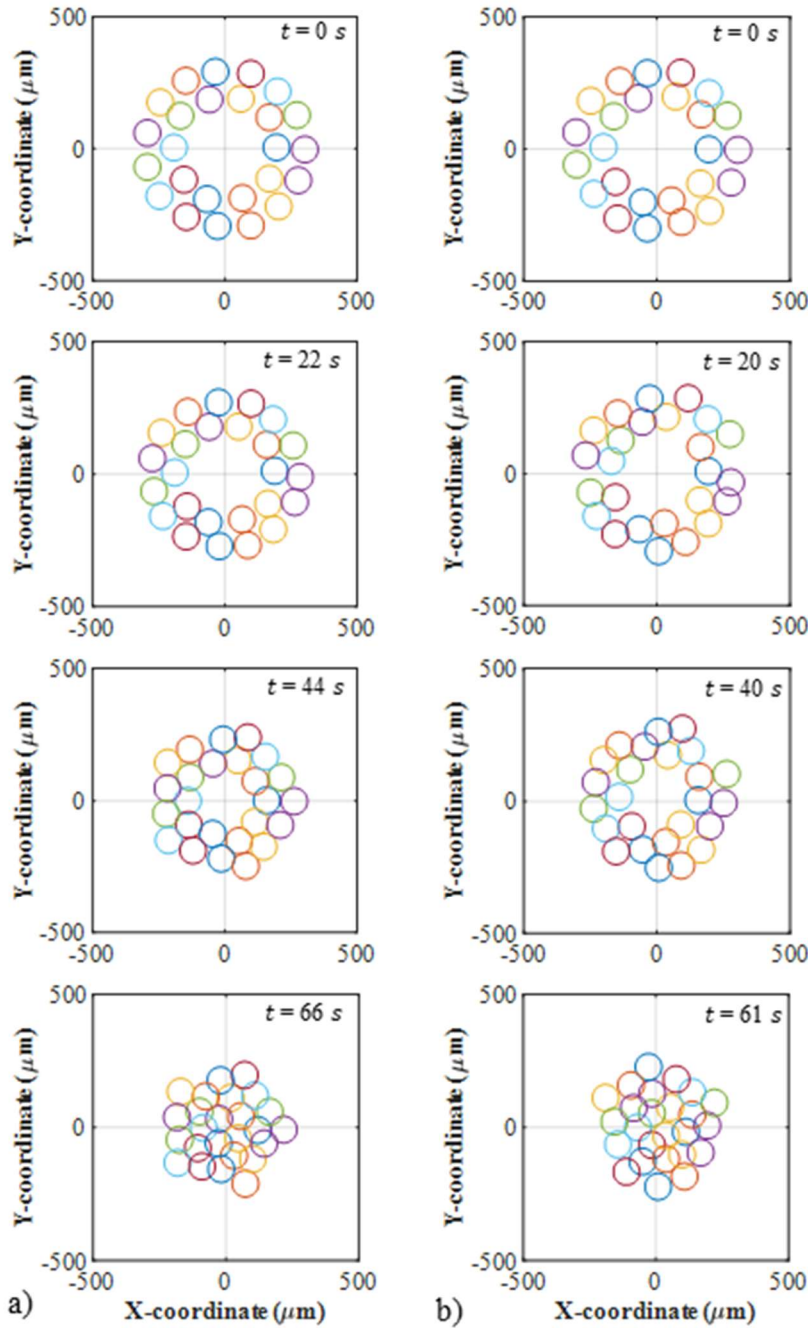 500
t = 0 s
Y-coordinate (μm)
0
-500
-500
0
500
t = 0 s
Y-coordinate (μm)
500
0
-500
-500
0
500
500
t = 22 s
Y-coordinate (μm)
0
-500
-500
0
500
500
t = 20 s
Y-coordinate (μm)
0
-500
-500
0
500
500
t = 44 s
Y-coordinate (μm)
0
-500
-500
0
500
500
t = 40 s
Y-coordinate (μm)
0
-500
-500
0
500
500
t = 66 s
Y-coordinate (μm)
0
-500
-500
0
500
X-coordinate (μm)
a)
500
t = 61 s
Y-coordinate (μm)
0
-500
-500
0
500
X-coordinate (μm)
b)